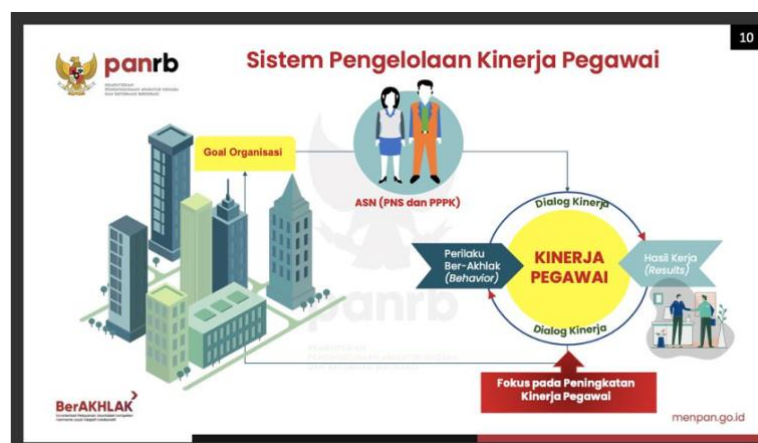 10
panrb
Sistem Pengelolaan Kinerja Pegawai
Goal Organisasi
ASN (PNS dan PPPK)
Dialog Kinerja
Perilaku
Ber-Akhlak
(Behavior)
KINERJA
PEGAWAI
Hasil Kerja
(Results)
Dialog Kinerja
Fokus pada Peningkatan
Kinerja Pegawai
panrb
BerAKHLAK
menpan.go.id